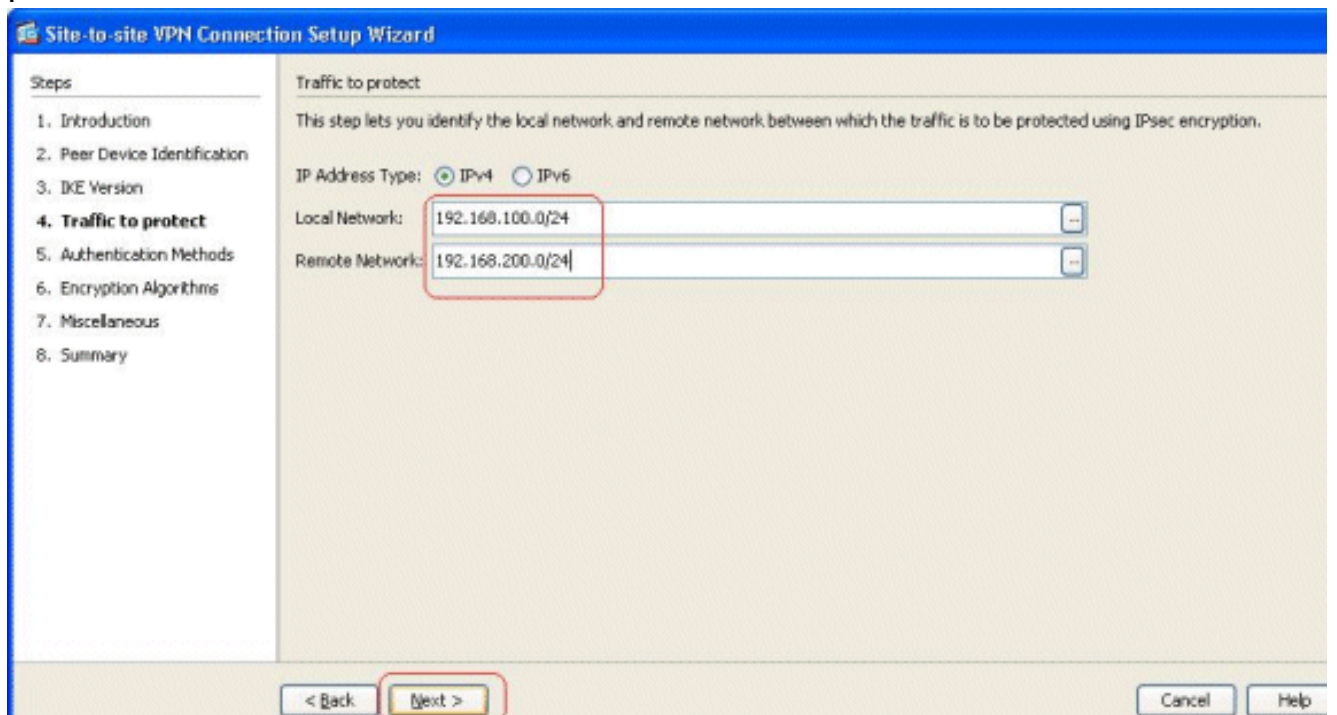 Site-to-site VPN Connection Setup Wizard
Steps
1. Introduction
2. Peer Device Identification
3. IKE Version
4. Traffic to protect
5. Authentication Methods
6. Encryption Algorithms
7. Miscellaneous
8. Summary
Traffic to protect
This step lets you identify the local network and remote network between which the traffic is to be protected using IPsec encryption.
IP Address Type: IPv4 IPv6
Local Network: 192.168.100.0/24 ...
Remote Network: 192.168.200.0/24 ...
< Back Next > Cancel Help